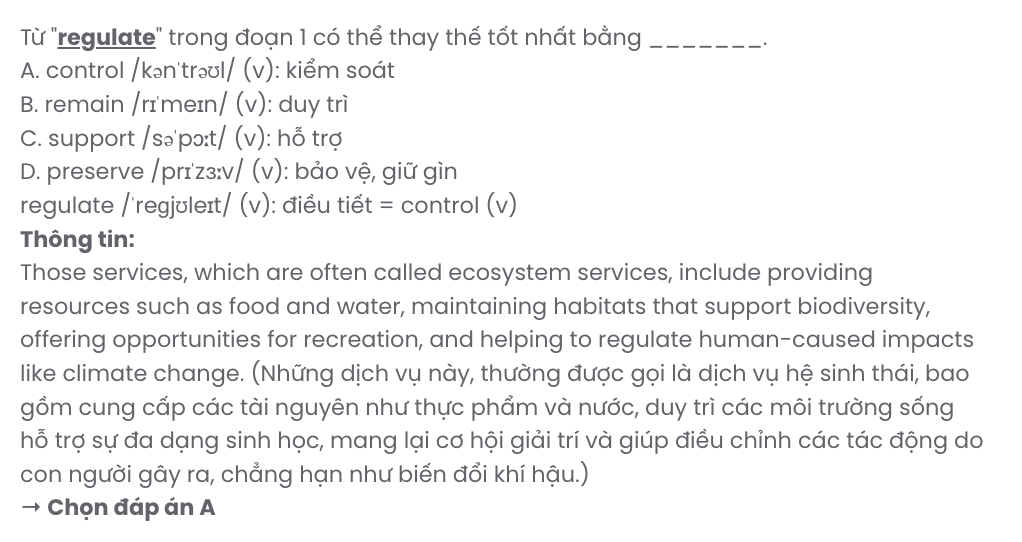 Từ "regulate" trong đoạn 1 có thể thay thế tốt nhất bằng _______.
A. control /kənˈtrəʊl/ (v): kiểm soát
B. remain /rɪˈmeɪn/ (v): duy trì
C. support /səˈpɔːt/ (v): hỗ trợ
D. preserve /prɪˈzɜːv/ (v): bảo vệ, giữ gìn
regulate /ˈreɡjʊleɪt/ (v): điều tiết = control (v)
Thông tin:
Those services, which are often called ecosystem services, include providing
resources such as food and water, maintaining habitats that support biodiversity,
offering opportunities for recreation, and helping to regulate human-caused impacts
like climate change. (Những dịch vụ này, thường được gọi là dịch vụ hệ sinh thái, bao
gồm cung cấp các tài nguyên như thực phẩm và nước, duy trì các môi trường sống
hỗ trợ sự đa dạng sinh học, mang lại cơ hội giải trí và giúp điều chỉnh các tác động do
con người gây ra, chẳng hạn như biến đổi khí hậu.)
→ Chọn đáp án A